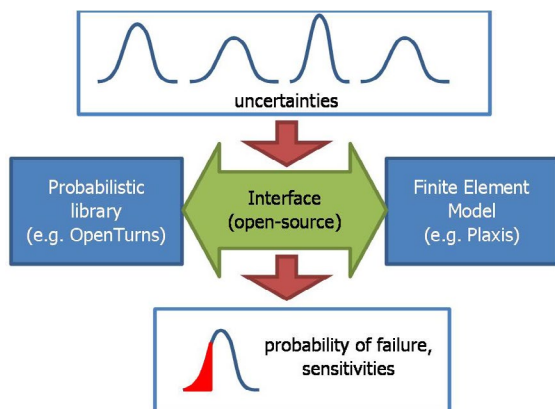 uncertainties
Probabilistic
library
(e.g. OpenTurns)
Interface
(open-source)
Finite Element
Model
(e.g. Plaxis)
probability of failure,
sensitivities